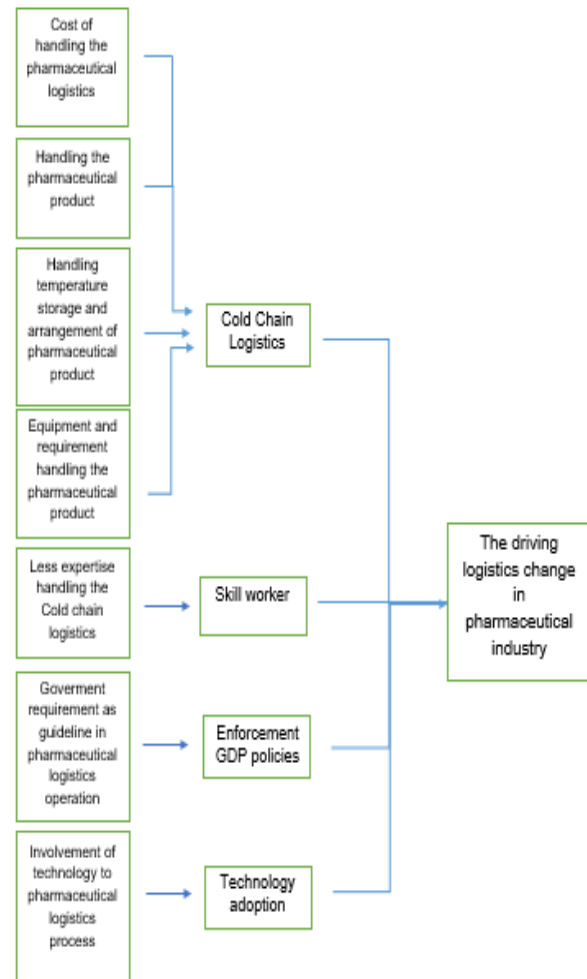 Cost of
handling the
pharmaceutical
logistics
Handling the
pharmaceutical
product
Handling
temperature
storage and
arrangement of
pharmaceutical
product
Equipment and
requirement
handling the
pharmaceutical
product
Less expertise
handling the
Cold chain
logistics
Goverment
requirement as
guideline in
pharmaceutical
logistics
operation
Involvement of
technology to
pharmaceutical
logistics
process
Cold Chain
Logistics
Skill worker
Enforcement
GDP policies
Technology
adoption
The driving
logistics change
in
pharmaceutical
industry